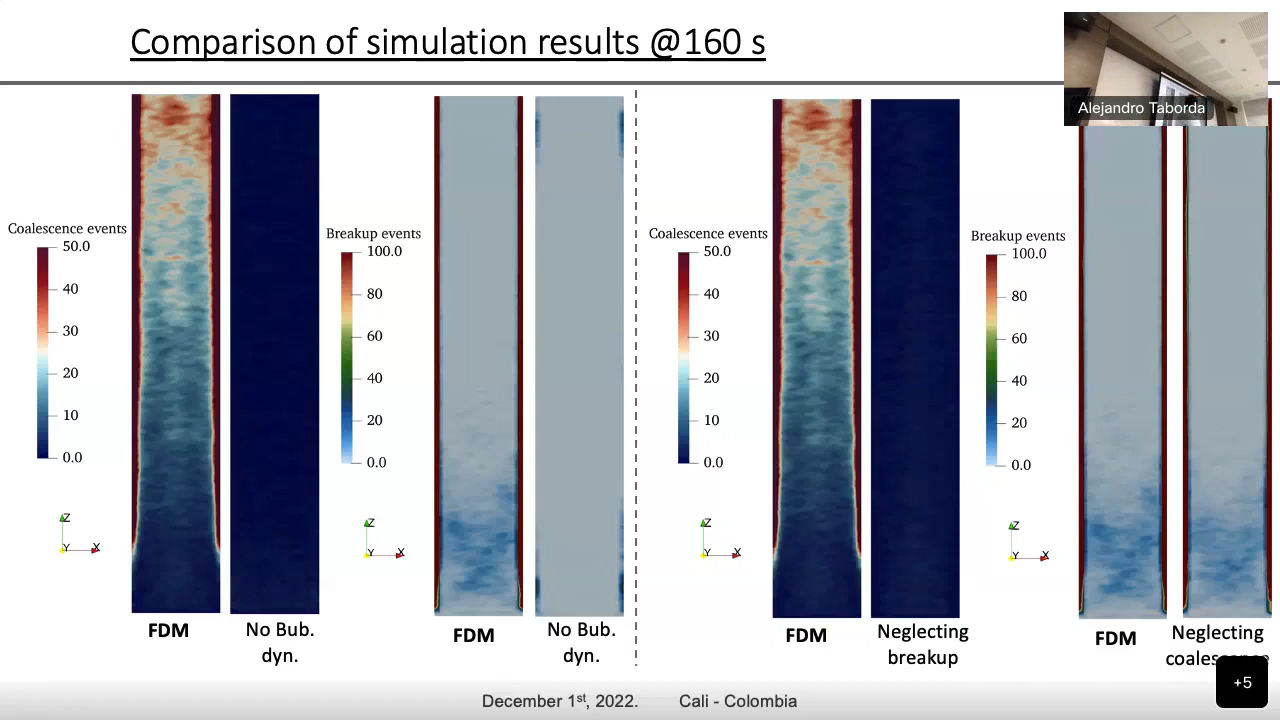 Comparison of simulation results @160 s
Alejandro Taborda
Coalescence events
50.0
40
30
20
10
0.0
Z
Y
X
FDM
No Bub.
dyn.
Breakup events
100.0
80
60
40
20
0.0
Z
Y
X
FDM
No Bub.
dyn.
Coalescence events
50.0
40
30
20
10
0.0
Z
Y
X
FDM
Neglecting
breakup
Breakup events
100.0
80
60
40
20
0.0
Z
Y
X
FDM
Neglecting
coalescence
+5
December 1st, 2022. Cali - Colombia